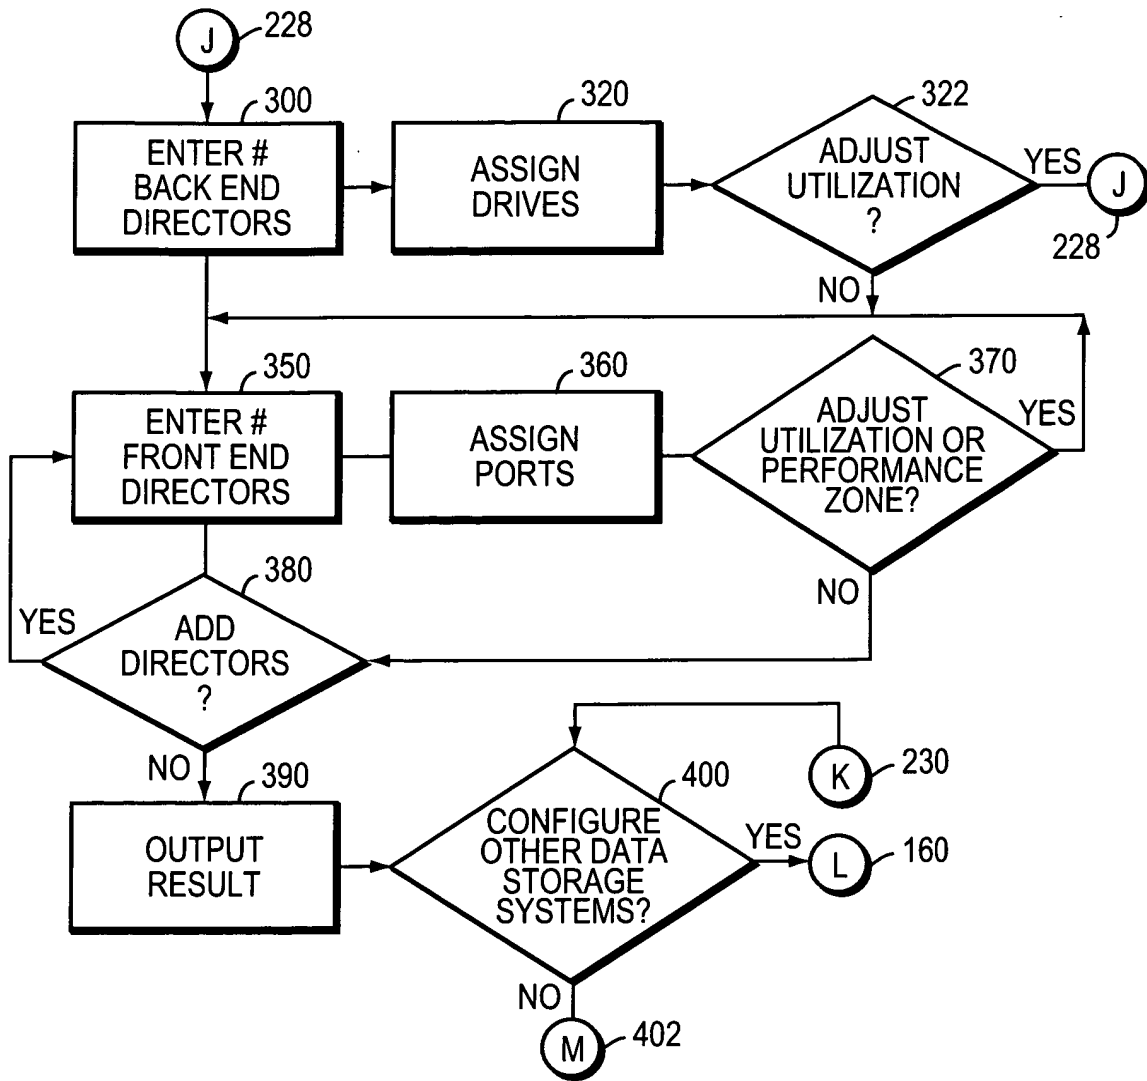 J
228
300
ENTER #
BACK END
DIRECTORS
320
ASSIGN
DRIVES
322
ADJUST
UTILIZATION
?
YES
J
228
NO
350
ENTER #
FRONT END
DIRECTORS
360
ASSIGN
PORTS
370
ADJUST
UTILIZATION OR
PERFORMANCE
ZONE?
YES
NO
380
ADD
DIRECTORS
?
YES
NO
390
OUTPUT
RESULT
400
CONFIGURE
OTHER DATA
STORAGE
SYSTEMS?
K
230
YES
L
160
NO
M
402